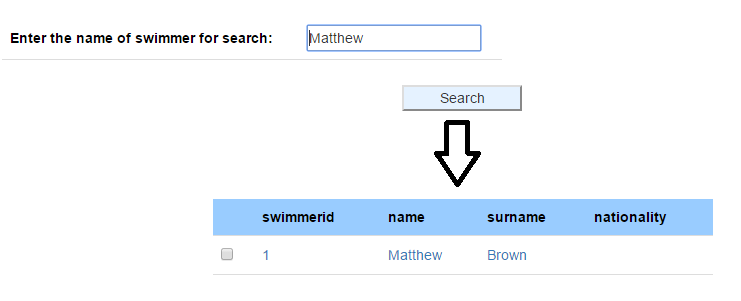 Enter the name of swimmer for search: Matthew
Search
swimmerid name surname nationality
1 Matthew Brown